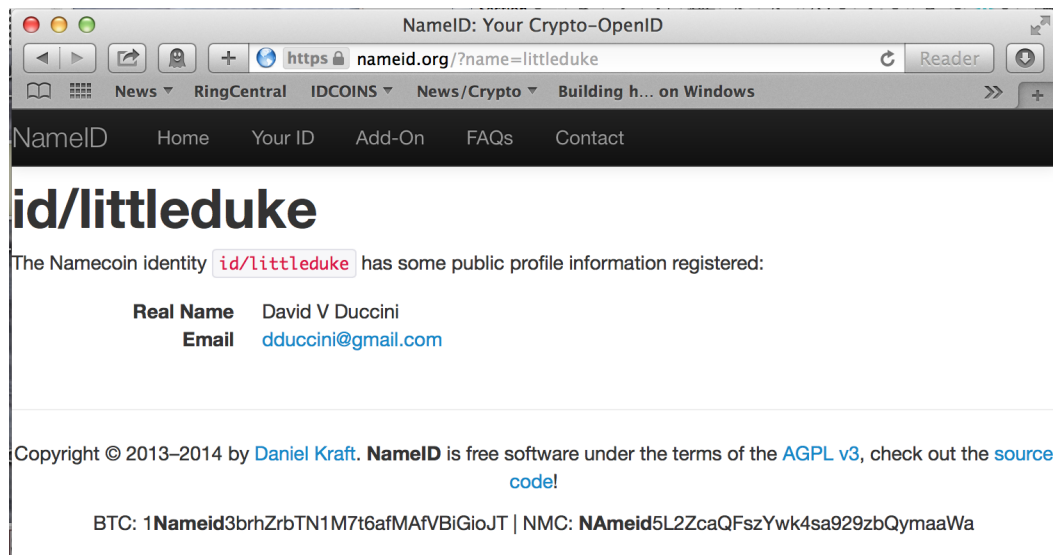 NameID: Your Crypto-OpenID
https nameid.org/?name=littleduke Reader
News RingCentral IDCOINS News/Crypto Building h... on Windows
NameID Home Your ID Add-On FAQs Contact
id/littleduke
The Namecoin identity id/littleduke has some public profile information registered:
Real Name David V Duccini
Email dduccini@gmail.com
Copyright © 2013–2014 by Daniel Kraft. NameID is free software under the terms of the AGPL v3, check out the source
code!
BTC: 1Nameid3brhZrbTN1M7t6afMAfVBiGioJT | NMC: NAmeid5L2ZcaQFszYwk4sa929zbQymaaWa